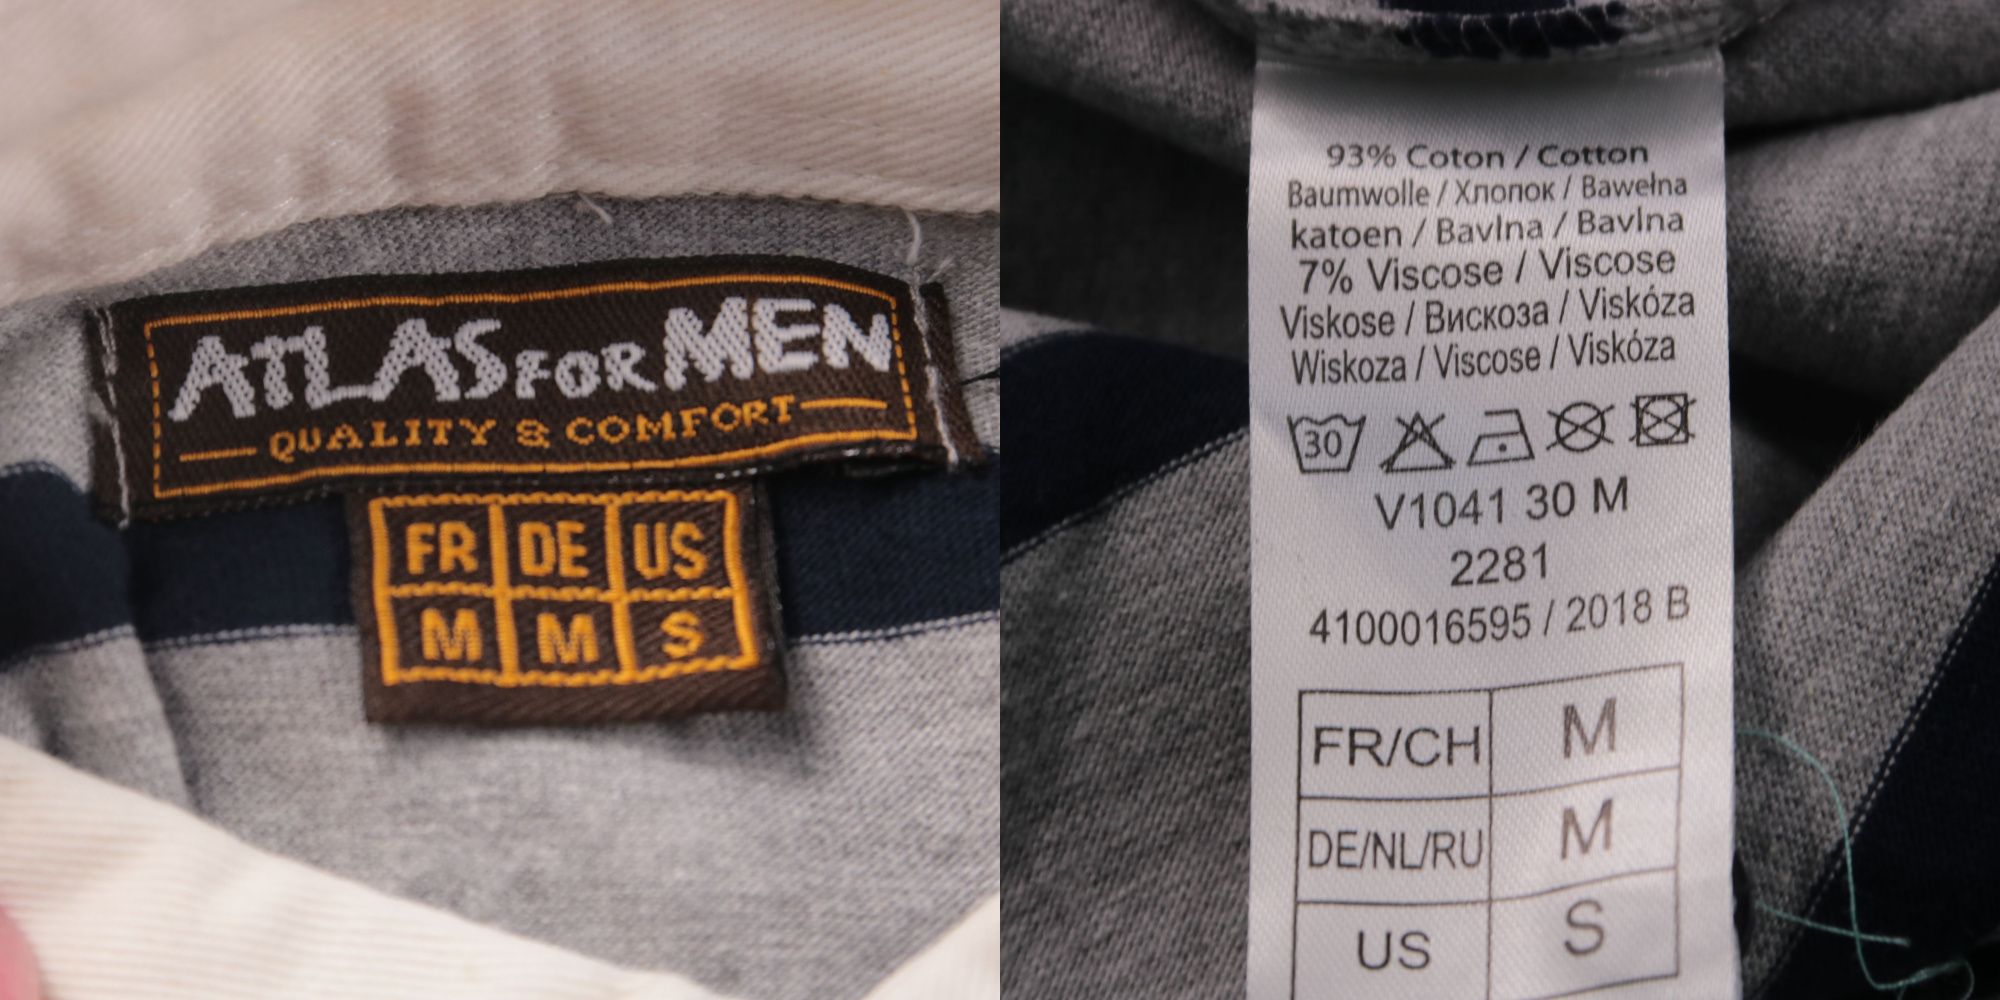 ATLAS FOR MEN
QUALITY & COMFORT
FR DE US
M M S
93% Coton / Cotton
Baumwolle / Хлопок / Bawełna
katoen / Bavlna / Bavlna
7% Viscose / Viscose
Viskose / Вискоза / Viskóza
Wiskoza / Viscose / Viskóza
30
V1041 30 M
2281
4100016595 / 2018 B
FR/CH M
DE/NL/RU M
US S